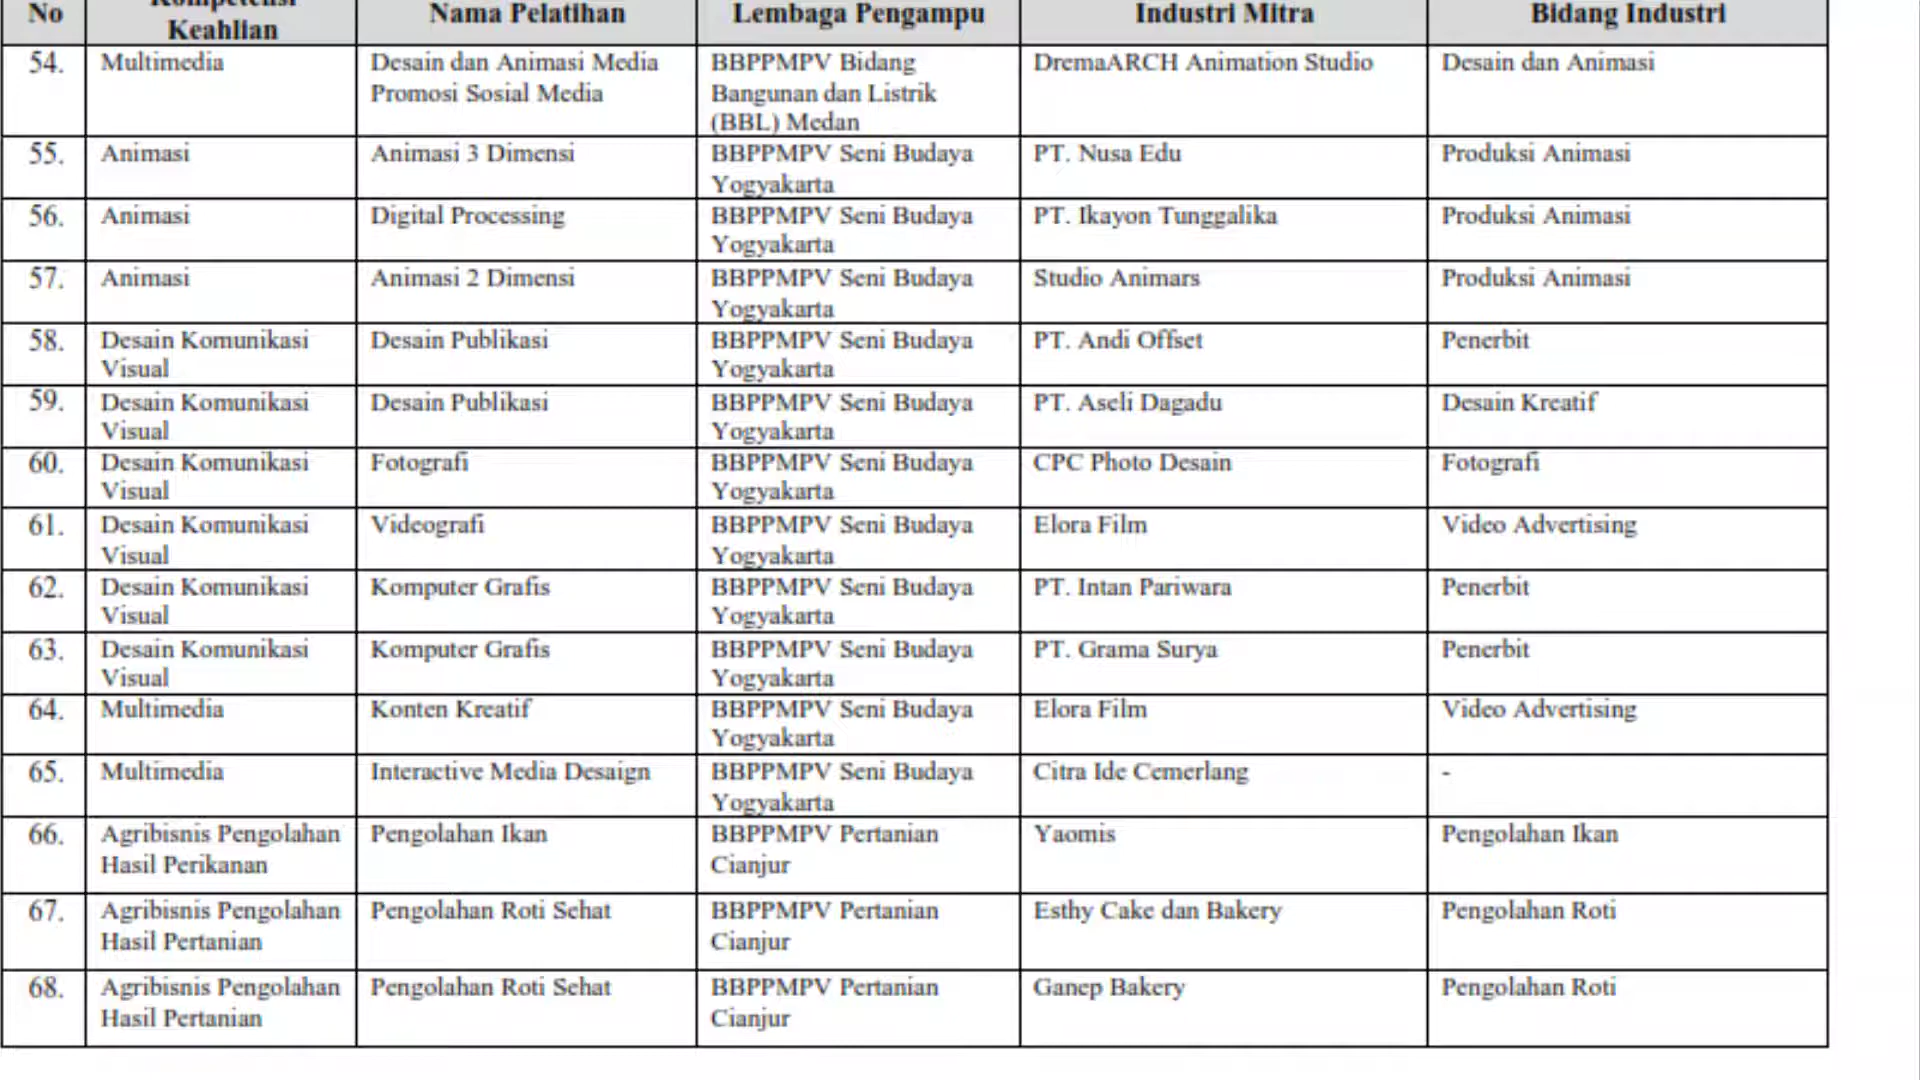 No Kompetensi Keahlian Nama Pelatihan Lembaga Pengampu Industri Mitra Bidang Industri
54. Multimedia Desain dan Animasi Media Promosi Sosial Media BBPPMPV Bidang Bangunan dan Listrik (BBL) Medan DremaARCH Animation Studio Desain dan Animasi
55. Animasi Animasi 3 Dimensi BBPPMPV Seni Budaya Yogyakarta PT. Nusa Edu Produksi Animasi
56. Animasi Digital Processing BBPPMPV Seni Budaya Yogyakarta PT. Ikayon Tunggalika Produksi Animasi
57. Animasi Animasi 2 Dimensi BBPPMPV Seni Budaya Yogyakarta Studio Animars Produksi Animasi
58. Desain Komunikasi Visual Desain Publikasi BBPPMPV Seni Budaya Yogyakarta PT. Andi Offset Penerbit
59. Desain Komunikasi Visual Desain Publikasi BBPPMPV Seni Budaya Yogyakarta PT. Aseli Dagadu Desain Kreatif
60. Desain Komunikasi Visual Fotografi BBPPMPV Seni Budaya Yogyakarta CPC Photo Desain Fotografi
61. Desain Komunikasi Visual Videografi BBPPMPV Seni Budaya Yogyakarta Elora Film Video Advertising
62. Desain Komunikasi Visual Komputer Grafis BBPPMPV Seni Budaya Yogyakarta PT. Intan Pariwara Penerbit
63. Desain Komunikasi Visual Komputer Grafis BBPPMPV Seni Budaya Yogyakarta PT. Grama Surya Penerbit
64. Multimedia Konten Kreatif BBPPMPV Seni Budaya Yogyakarta Elora Film Video Advertising
65. Multimedia Interactive Media Desaign BBPPMPV Seni Budaya Yogyakarta Citra Ide Cemerlang -
66. Agribisnis Pengolahan Hasil Perikanan Pengolahan Ikan BBPPMPV Pertanian Cianjur Yaomis Pengolahan Ikan
67. Agribisnis Pengolahan Hasil Pertanian Pengolahan Roti Sehat BBPPMPV Pertanian Cianjur Esthy Cake dan Bakery Pengolahan Roti
68. Agribisnis Pengolahan Hasil Pertanian Pengolahan Roti Sehat BBPPMPV Pertanian Cianjur Ganep Bakery Pengolahan Roti